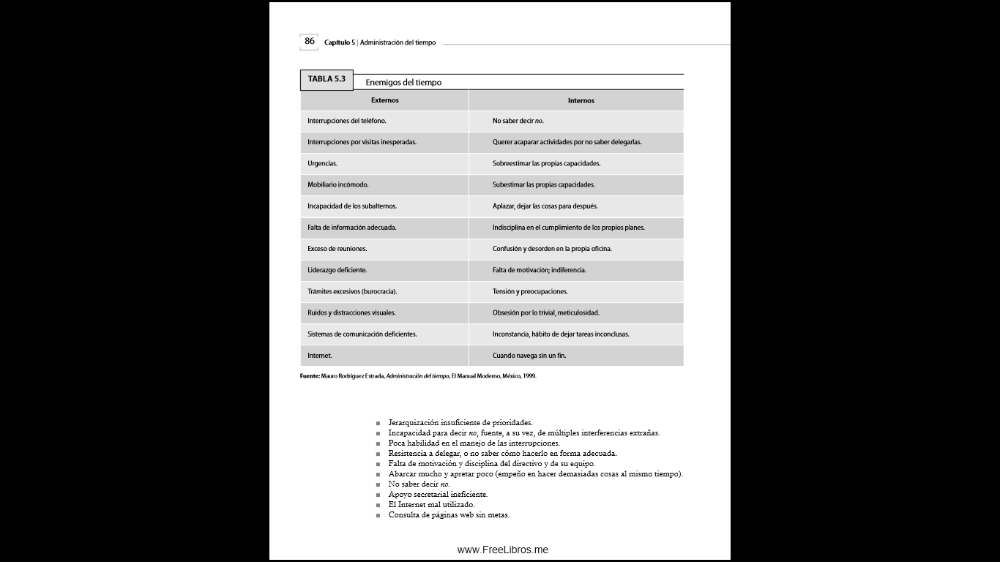 86 Capítulo 5 | Administración del tiempo
TABLA 5.3 Enemigos del tiempo
Externos Internos
Interrupciones del teléfono. No saber decir no.
Interrupciones por visitas inesperadas. Querer acaparar actividades por no saber delegarlas.
Urgencias. Sobreestimar las propias capacidades.
Mobiliario incómodo. Subestimar las propias capacidades.
Incapacidad de los subalternos. Aplazar, dejar las cosas para después.
Falta de información adecuada. Indisciplina en el cumplimiento de los propios planes.
Exceso de reuniones. Confusión y desorden en la propia oficina.
Liderazgo deficiente. Falta de motivación; indiferencia.
Trámites excesivos (burocracia). Tensión y preocupaciones.
Ruidos y distracciones visuales. Obsesión por lo trivial, meticulosidad.
Sistemas de comunicación deficientes. Inconstancia, hábito de dejar tareas inconclusas.
Internet. Cuando navega sin un fin.
Fuente: Mauro Rodríguez Estrada, Administración del tiempo, El Manual Moderno, México, 1999.
■ Jerarquización insuficiente de prioridades.
■ Incapacidad para decir no, fuente, a su vez, de múltiples interferencias extrañas.
■ Poca habilidad en el manejo de las interrupciones.
■ Resistencia a delegar, o no saber cómo hacerlo en forma adecuada.
■ Falta de motivación y disciplina del directivo y de su equipo.
■ Abarcar mucho y apretar poco (empeño en hacer demasiadas cosas al mismo tiempo).
■ No saber decir no.
■ Apoyo secretarial ineficiente.
■ El Internet mal utilizado.
■ Consulta de páginas web sin metas.
www.FreeLibros.me